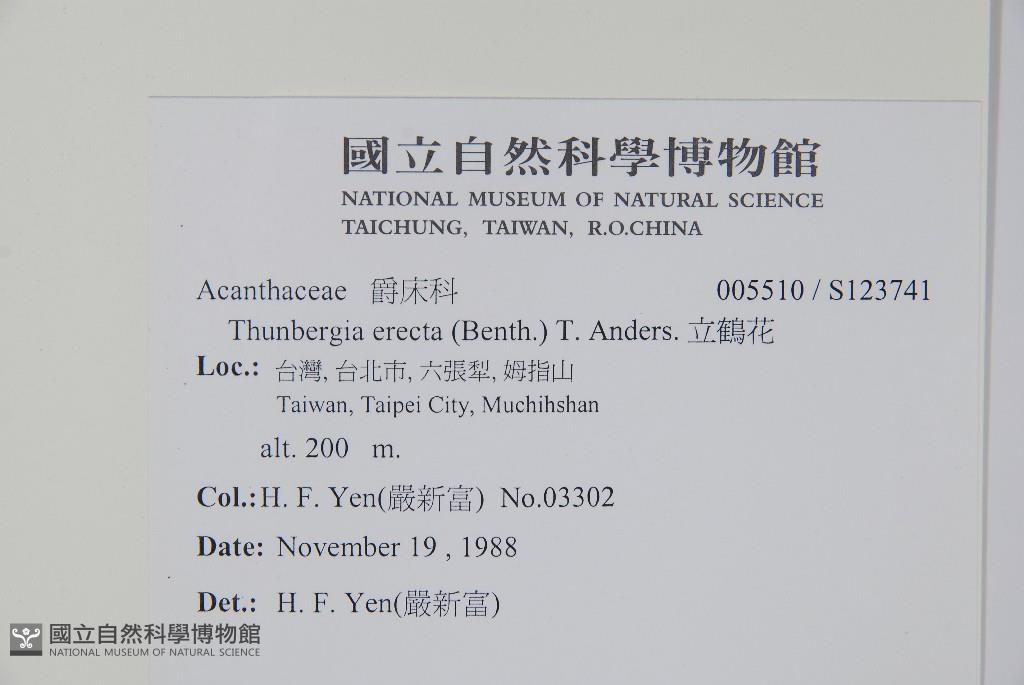 國立自然科學博物館
NATIONAL MUSEUM OF NATURAL SCIENCE
TAICHUNG, TAIWAN, R.O.CHINA
Acanthaceae 爵床科 005510 / S123741
Thunbergia erecta (Benth.) T. Anders. 立鶴花
Loc.: 台灣, 台北市, 六張犁, 姆指山
Taiwan, Taipei City, Muchihshan
alt. 200 m.
Col.: H. F. Yen(嚴新富) No.03302
Date: November 19 , 1988
Det.: H. F. Yen(嚴新富)
國立自然科學博物館
NATIONAL MUSEUM OF NATURAL SCIENCE